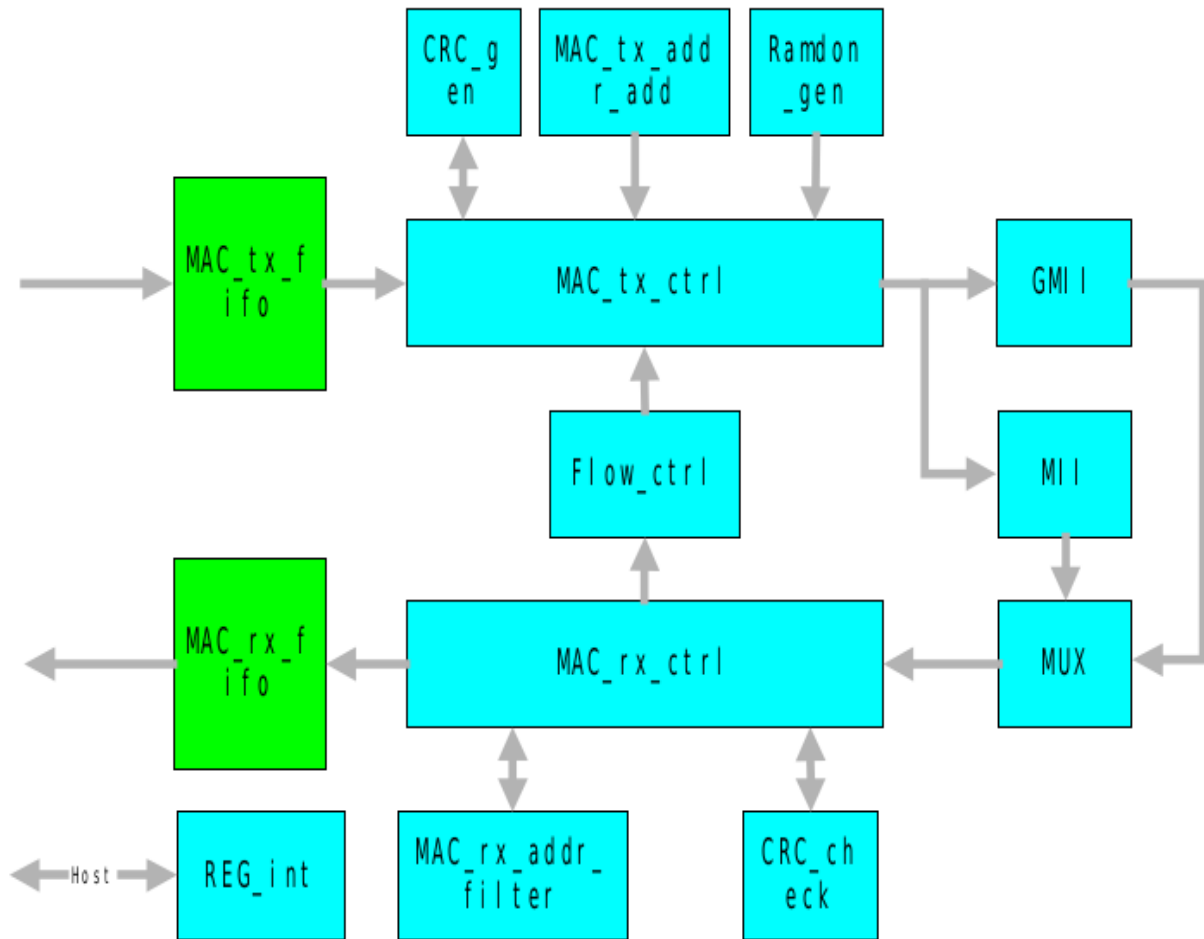 CRC_g
en
MAC_tx_add
r_add
Ramdon
_gen
MAC_tx_f
ifo
MAC_tx_ctrl
GMII
Flow_ctrl
MII
MAC_rx_f
ifo
MAC_rx_ctrl
MUX
Host
REG_int
MAC_rx_addr_
filter
CRC_ch
eck